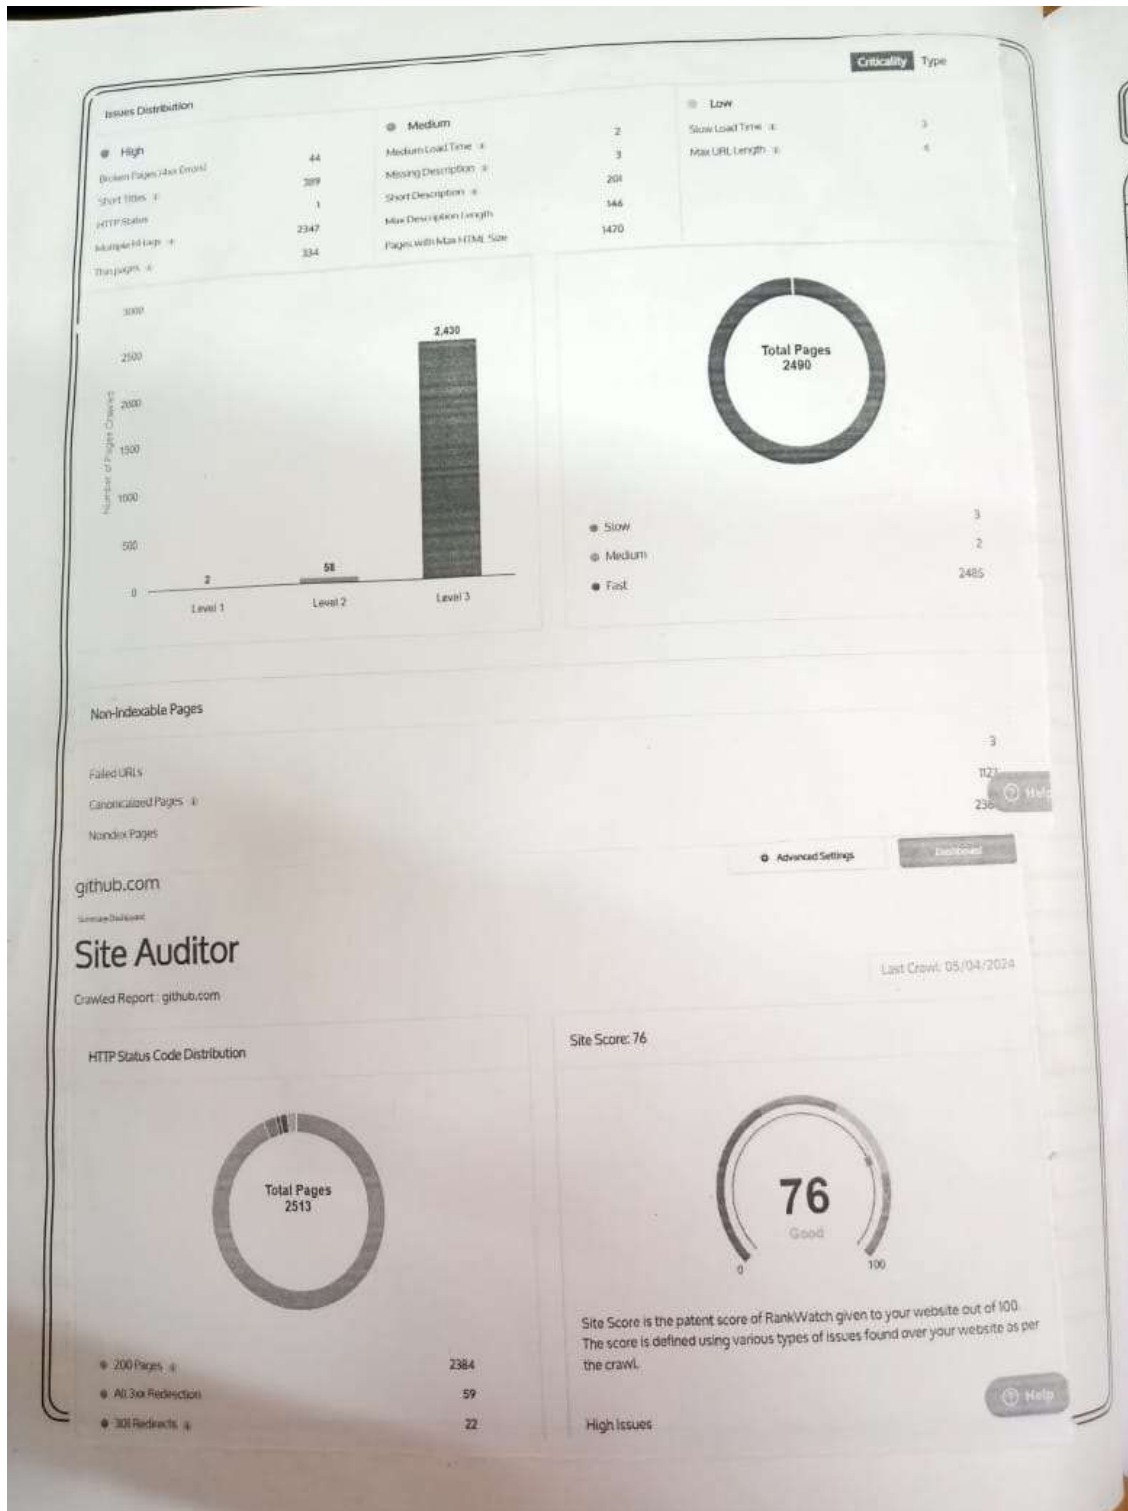 Criticality Type
Issues Distribution
High
Broken Pages (4xx Errors) 44
Short Titles 389
HTTP Status 1
Multiple H1 tags 2347
Thin pages 334
Medium
Medium Load Time 2
Missing Description 3
Short Description 201
Max Description Length 146
Pages with Max HTML Size 1470
Low
Slow Load Time 3
Max URL Length 4
Number of Pages Crawled
3000
2500
2000
1500
1000
500
0
2
58
2,430
Level 1
Level 2
Level 3
Total Pages
2490
Slow 3
Medium 2
Fast 2485
Non-Indexable Pages
Failed URLs 3
Canonicalized Pages
Noindex Pages
Help
Advanced Settings
Dashboard
github.com
Summary Dashboard
Site Auditor
Last Crawl: 05/04/2024
Crawled Report : github.com
HTTP Status Code Distribution
Total Pages
2513
200 Pages 2384
All 3xx Redirection 59
301 Redirects 22
Site Score: 76
76
Good
0
100
Site Score is the patent score of RankWatch given to your website out of 100.
The score is defined using various types of issues found over your website as per
the crawl.
High Issues
Help